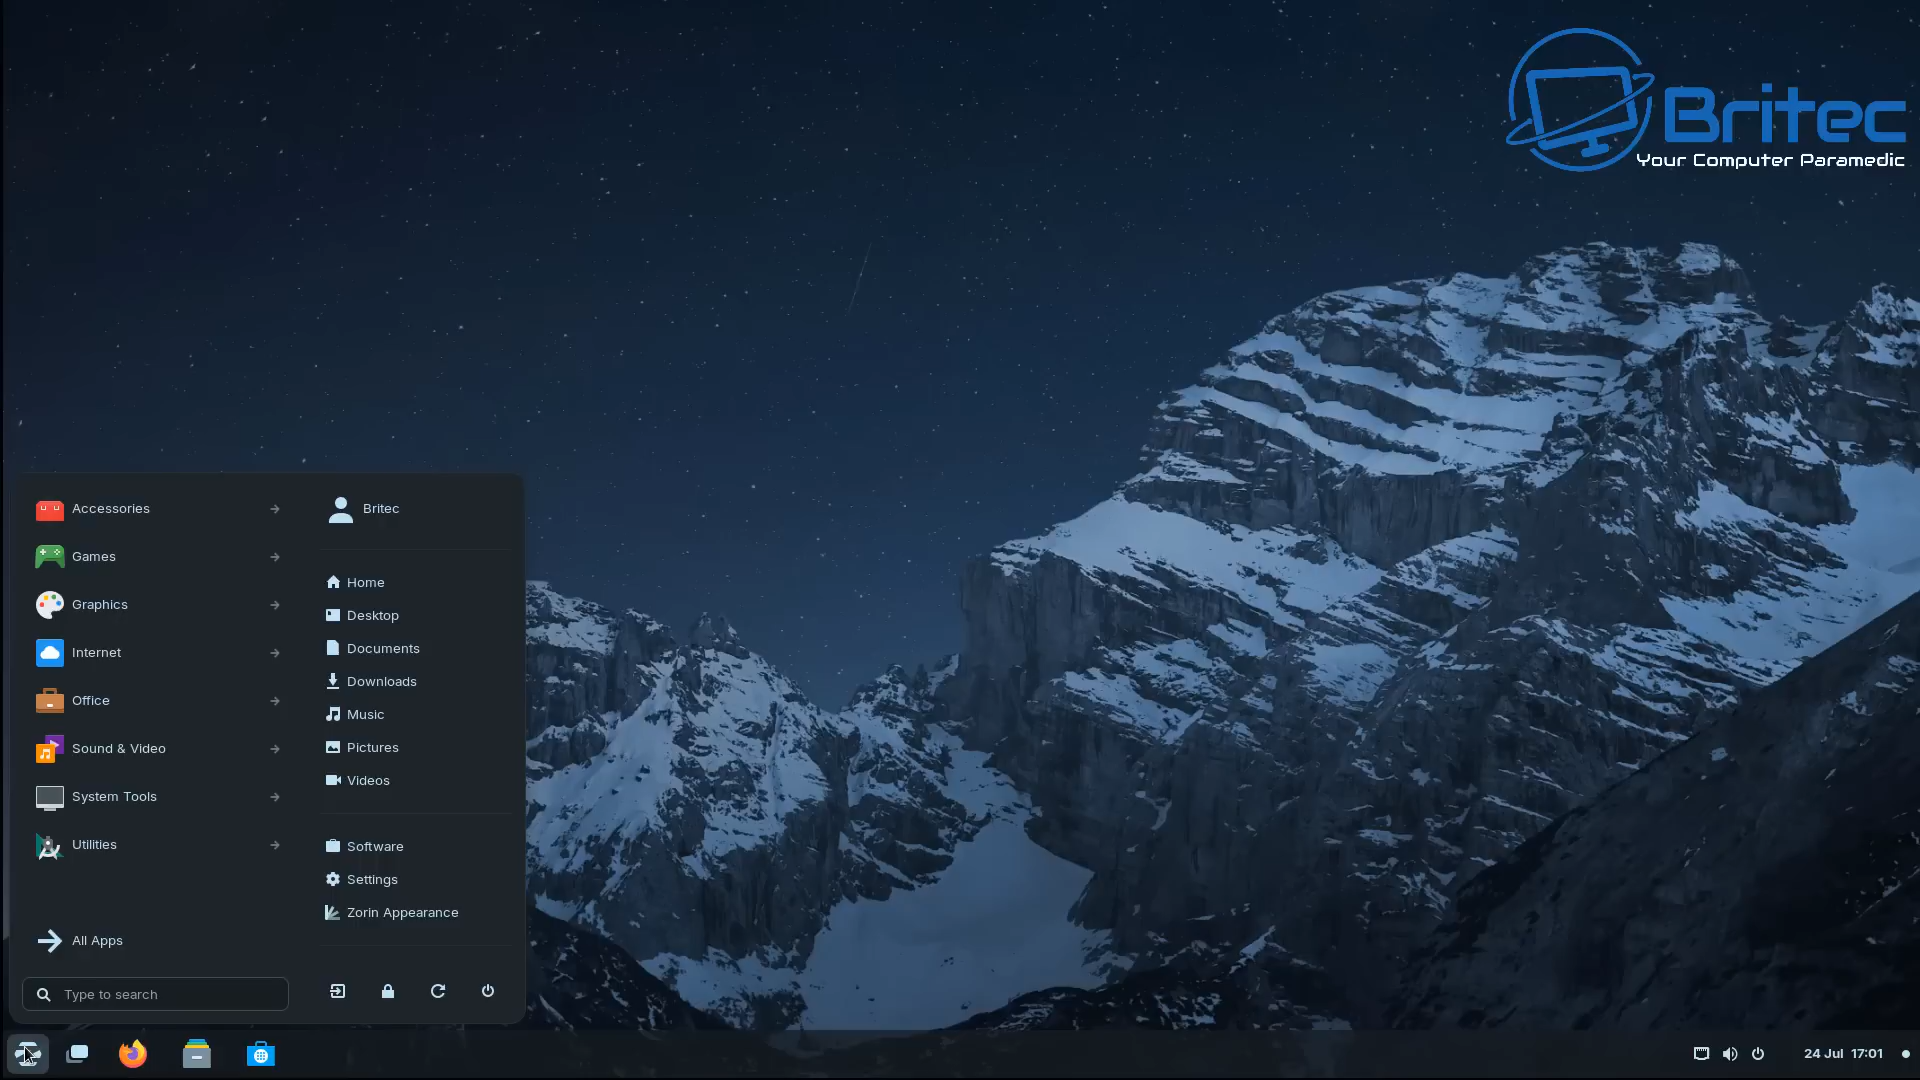 Britec
Your Computer Paramedic
Accessories
Games
Graphics
Internet
Office
Sound & Video
System Tools
Utilities
All Apps
Type to search
Britec
Home
Desktop
Documents
Downloads
Music
Pictures
Videos
Software
Settings
Zorin Appearance
24 Jul 17:01